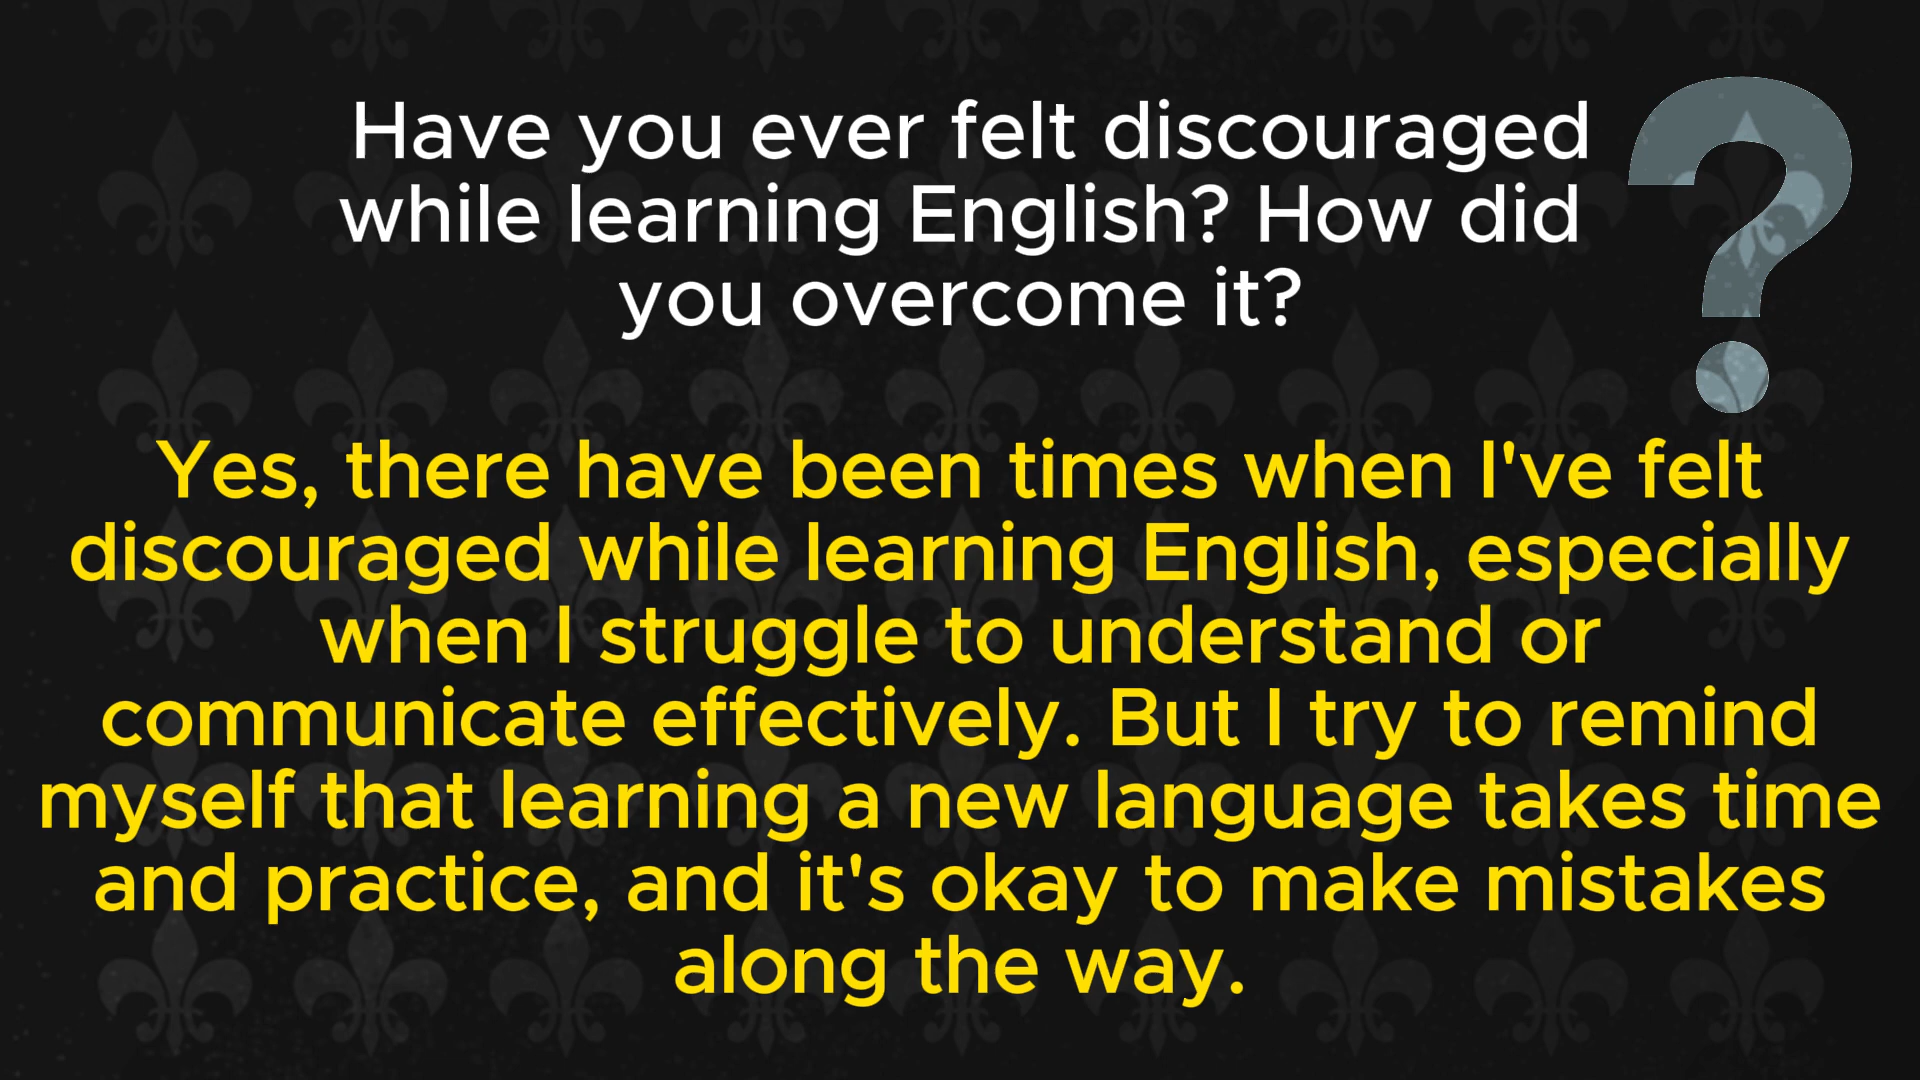 Have you ever felt discouraged
while learning English? How did
you overcome it?
?
Yes, there have been times when I've felt
discouraged while learning English, especially
when I struggle to understand or
communicate effectively. But I try to remind
myself that learning a new language takes time
and practice, and it's okay to make mistakes
along the way.